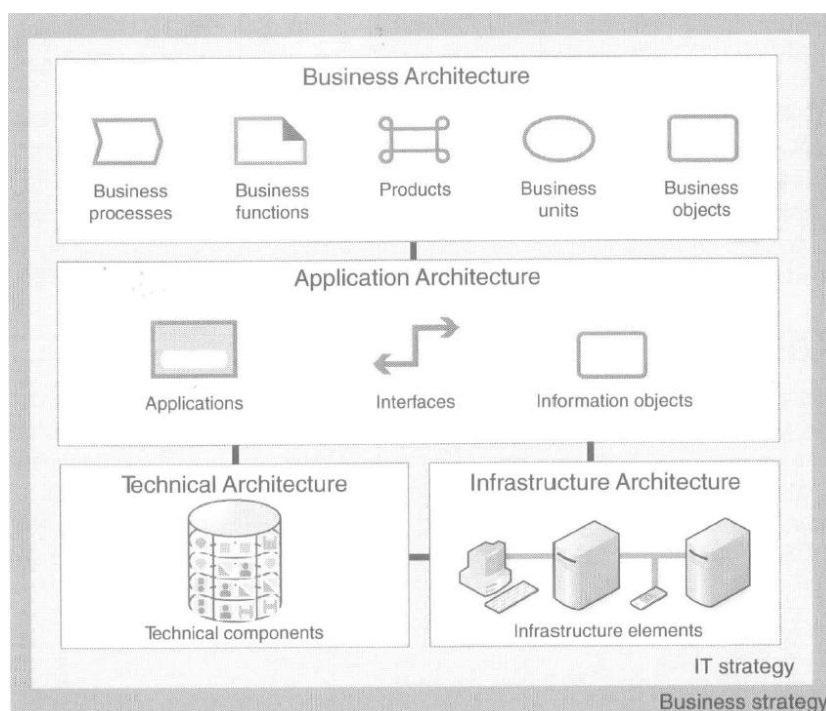 Business Architecture
Business
processes
Business
functions
Products
Business
units
Business
objects
Application Architecture
Applications
Interfaces
Information objects
Technical Architecture
Technical components
Infrastructure Architecture
Infrastructure elements
IT strategy
Business strategy